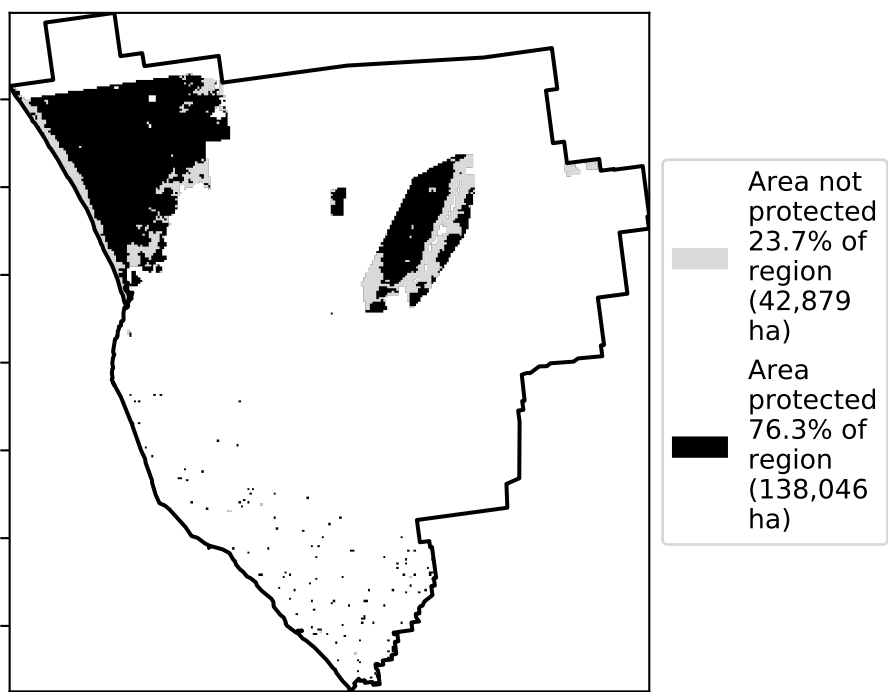 Area not
protected
23.7% of
region
(42,879
ha)
Area
protected
76.3% of
region
(138,046
ha)